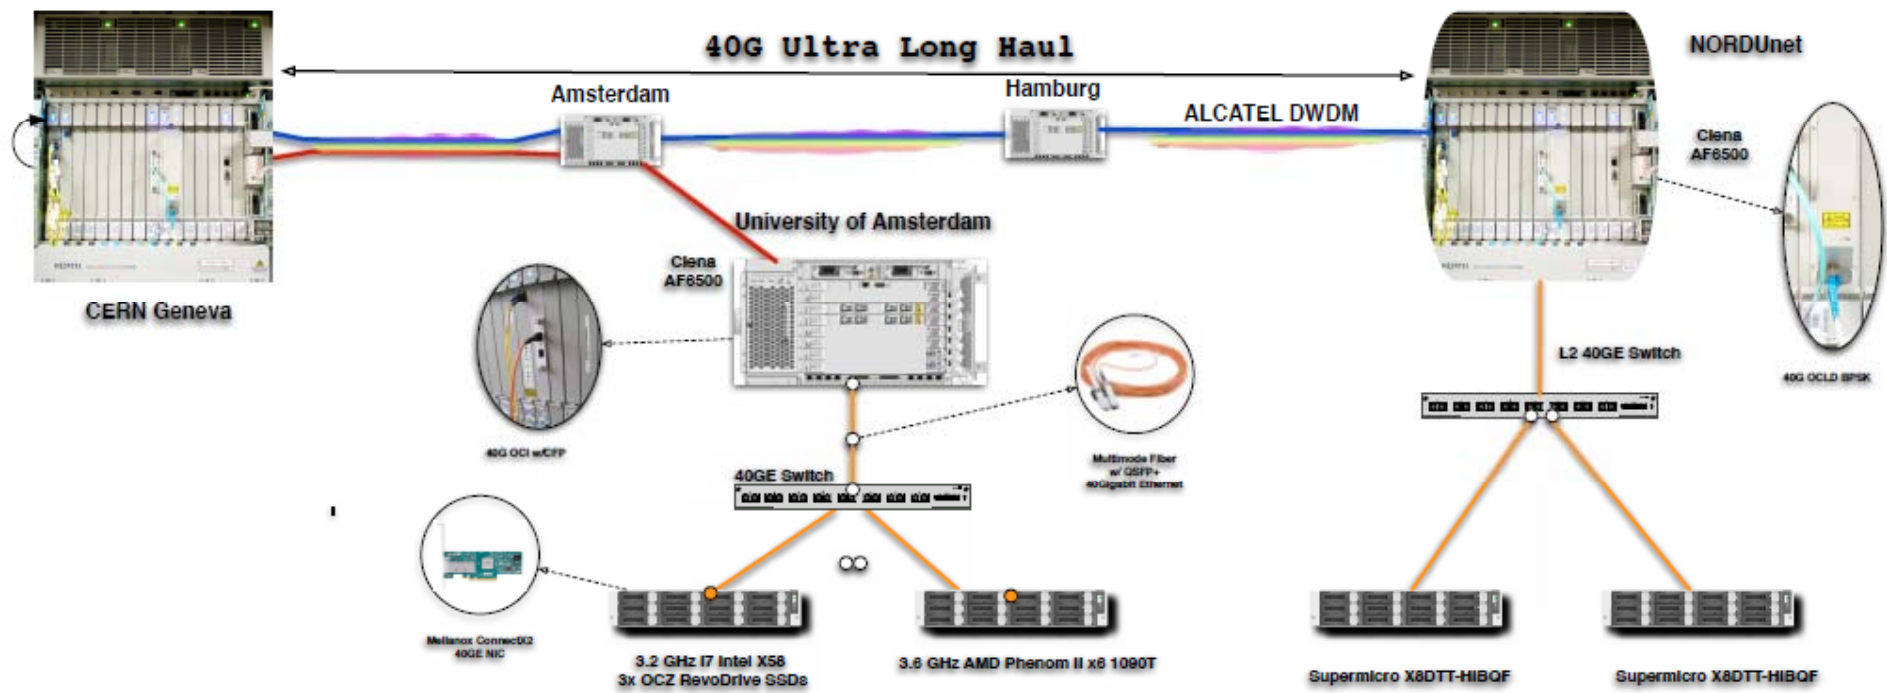 40G Ultra Long Haul
NORDUnet
Amsterdam
Hamburg
ALCATEL DWDM
Ciena
AF6500
University of Amsterdam
Ciena
AF6500
CERN Geneva
L2 40GE Switch
40G OCLD BPSK
40G OCI w/CFP
Multimode Fiber
w/ QSFP+
40Gigabit Ethernet
40GE Switch
Mellanox ConnectX2
40GE NIC
3.2 GHz i7 Intel X58
3x OCZ RevoDrive SSDs
3.6 GHz AMD Phenom II x6 1090T
Supermicro X8DTT-HIBQF
Supermicro X8DTT-HIBQF